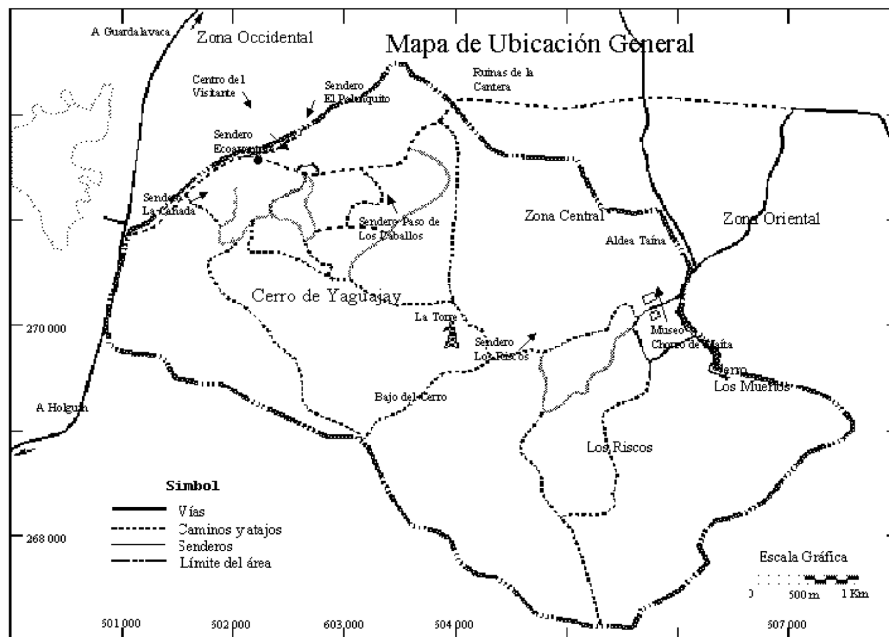 A Guardalavaca
Zona Occidental
Mapa de Ubicación General
Centro del
Visitante
Sendero
El Palanquito
Ruinas de la
Cantera
Sendero
Sendero
La Cañada
Sendero Paso de
Los Caballos
Zona Central
Zona Oriental
Aldea Taína
Cerro de Yaguajay
La Torre
270 000
Sendero
Los Riscos
Museo
Chorro de Maíta
Cerro
Los Muertos
Bajo del Cerro
A Holguín
Los Riscos
Simbol
Vías
Caminos y atajos
Senderos
Límite del área
268 000
Escala Gráfica
0 500 m 1 Km
501 000 502 000 603,000 504 000 507,000